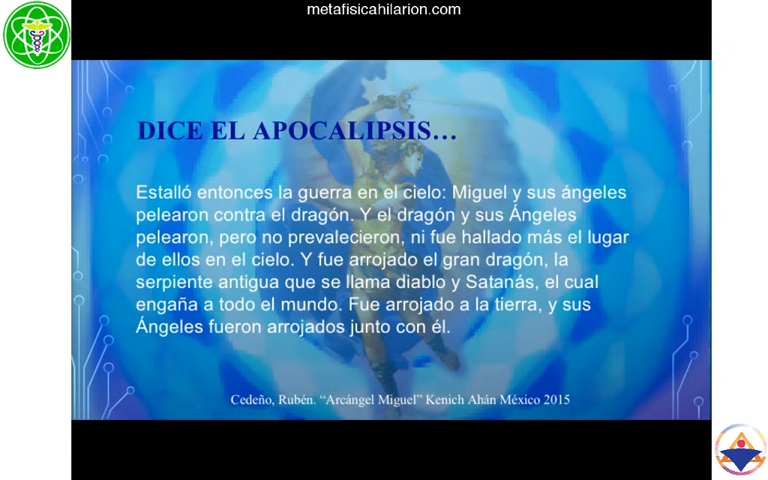 metafisicahilarion.com
DICE EL APOCALIPSIS…
Estalló entonces la guerra en el cielo: Miguel y sus ángeles
pelearon contra el dragón. Y el dragón y sus Ángeles
pelearon, pero no prevalecieron, ni fue hallado más el lugar
de ellos en el cielo. Y fue arrojado el gran dragón, la
serpiente antigua que se llama diablo y Satanás, el cual
engaña a todo el mundo. Fue arrojado a la tierra, y sus
Ángeles fueron arrojados junto con él.
Cedeño, Rubén. “Arcángel Miguel” Kenich Ahán México 2015